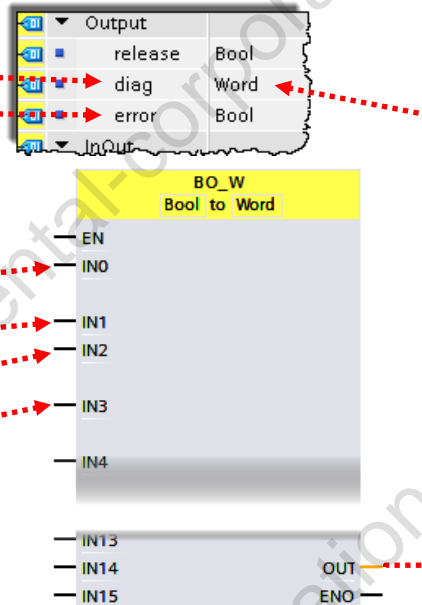 Output
release Bool
diag Word
error Bool
InOut
BO_W
Bool to Word
EN
IN0
IN1
IN2
IN3
IN4
IN13
IN14 OUT
IN15 ENO